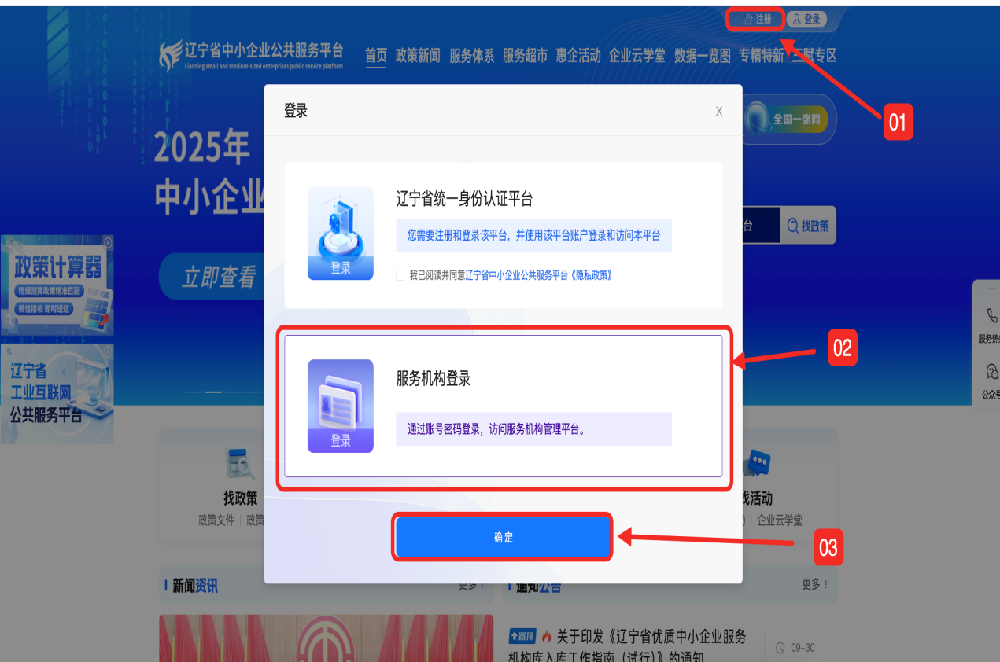 注册 登录
辽宁省中小企业公共服务平台
Liaoning small and medium-sized enterprises public service platform
首页 政策新闻 服务体系 服务超市 惠企活动 企业云学堂 数据一览图 专精特新 三赋专区
01
全国一张网
2025年
中小企业
立即查看
台
找政策
登录 X
登录
辽宁省统一身份认证平台
您需要注册和登录该平台，并使用该平台账户登录和访问本平台
我已阅读并同意辽宁省中小企业公共服务平台《隐私政策》
02
登录
服务机构登录
通过账号密码登录，访问服务机构管理平台。
确定
03
政策计算器
精细测算政策精准匹配
微信接收 即时送达
辽宁省
工业互联网
公共服务平台
服务热
公众号
找政策
政策文件 政策
找活动
企业云学堂
新闻资讯
更多
通知公告
更多
置顶 关于印发《辽宁省优质中小企业服务
机构库入库工作指南（试行）》的通知
09-30